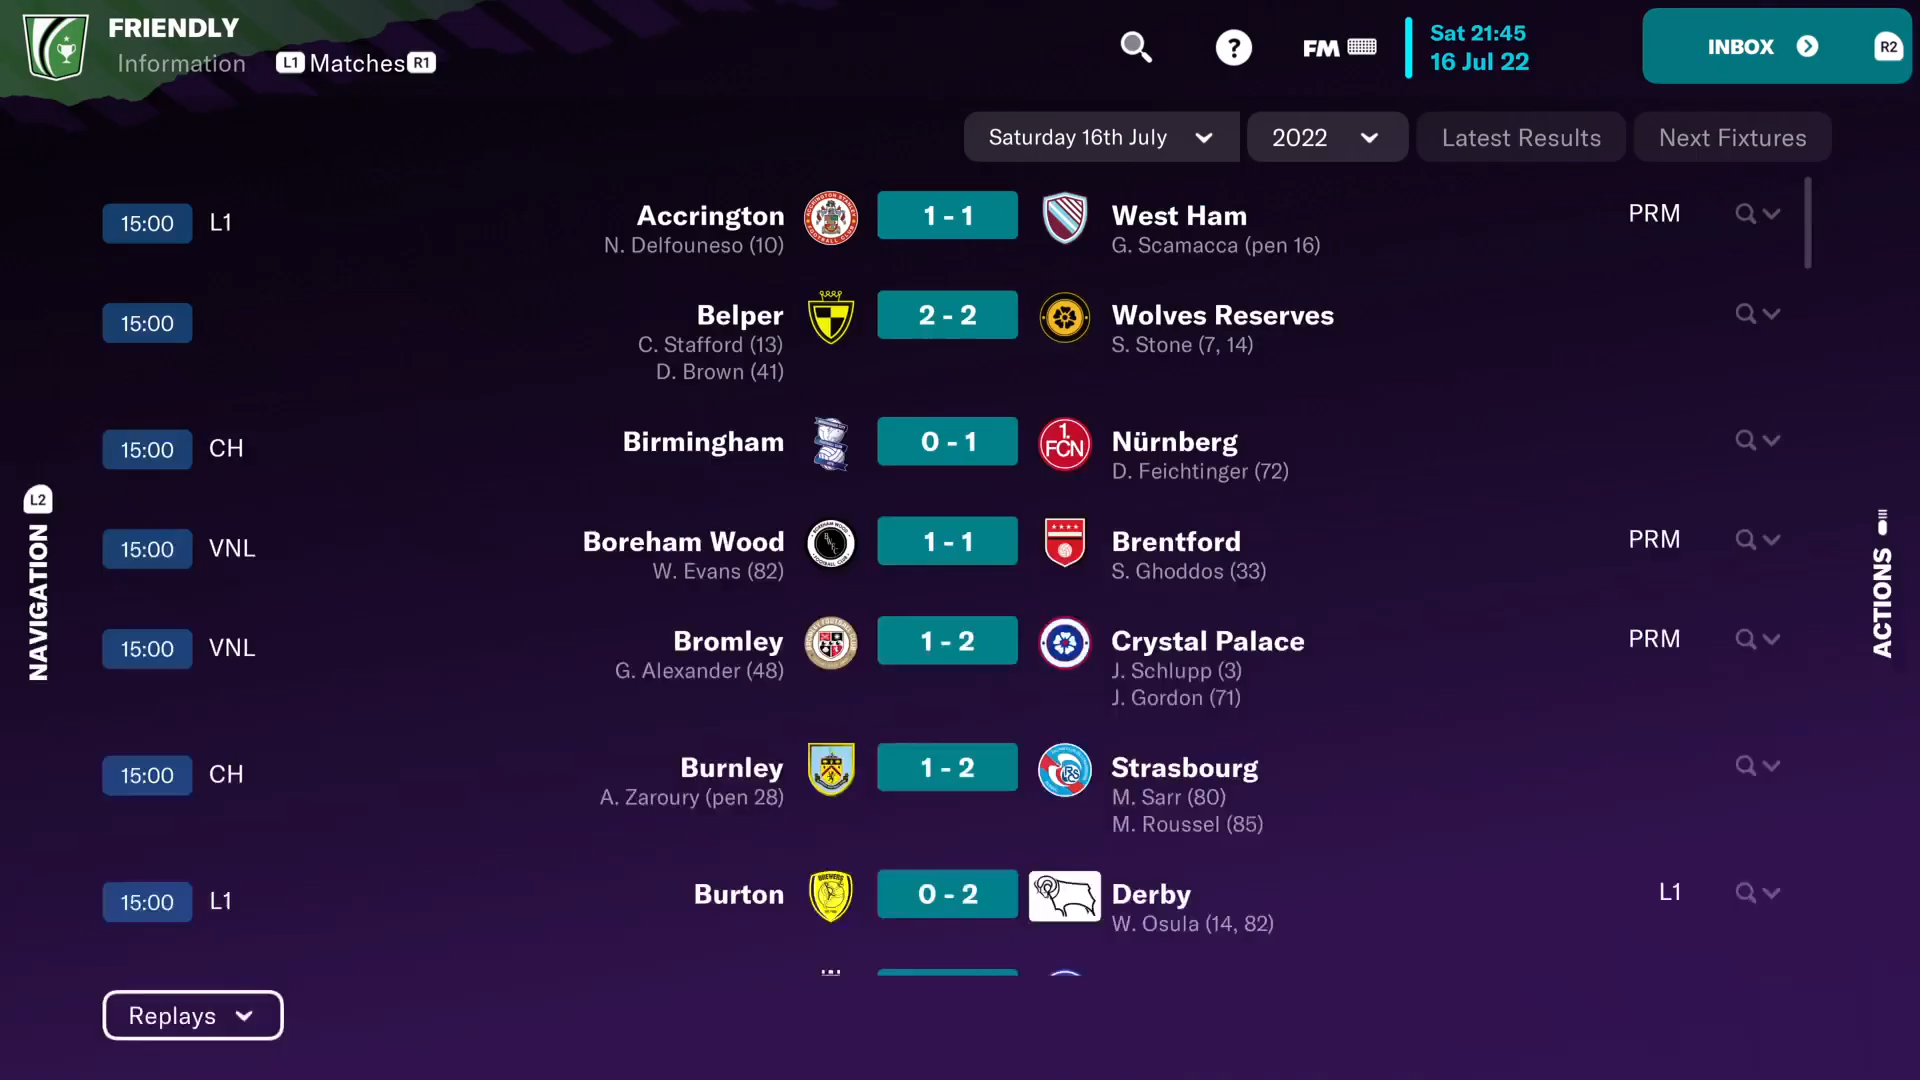 FRIENDLY
Information L1 Matches R1
? FM
Sat 21:45
16 Jul 22
INBOX R2
Saturday 16th July 2022 Latest Results Next Fixtures
15:00 L1 Accrington 1 - 1 West Ham PRM
N. Delfouneso (10) G. Scamacca (pen 16)
15:00 Belper 2 - 2 Wolves Reserves
C. Stafford (13) S. Stone (7, 14)
D. Brown (41)
15:00 CH Birmingham 0 - 1 1. FCN Nürnberg
D. Feichtinger (72)
15:00 VNL Boreham Wood 1 - 1 Brentford PRM
W. Evans (82) S. Ghoddos (33)
15:00 VNL Bromley 1 - 2 Crystal Palace PRM
G. Alexander (48) J. Schlupp (3)
J. Gordon (71)
15:00 CH Burnley 1 - 2 Strasbourg
A. Zaroury (pen 28) M. Sarr (80)
M. Roussel (85)
15:00 L1 Burton 0 - 2 Derby L1
W. Osula (14, 82)
L2
NAVIGATION
ACTIONS
Replays